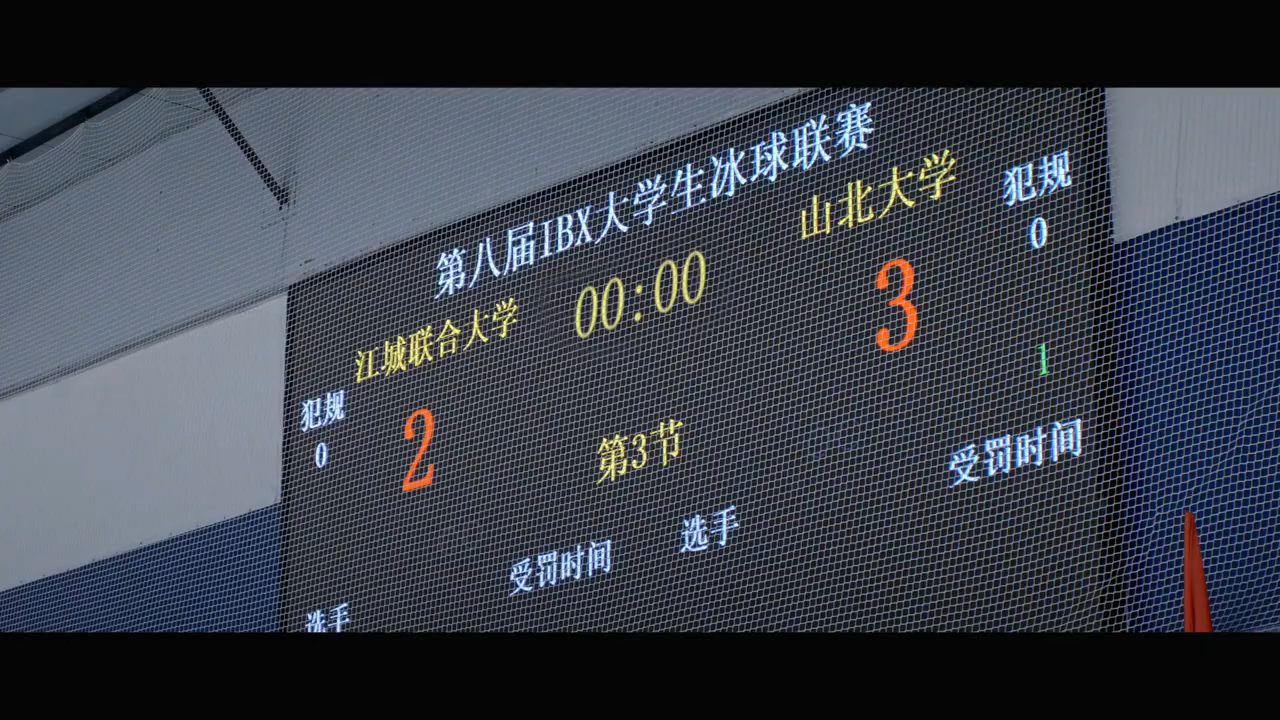 第八届IBX大学生冰球联赛
江城联合大学
00:00
山北大学
犯规
0
2
第3节
3
犯规
0
1
选手
受罚时间
选手
受罚时间